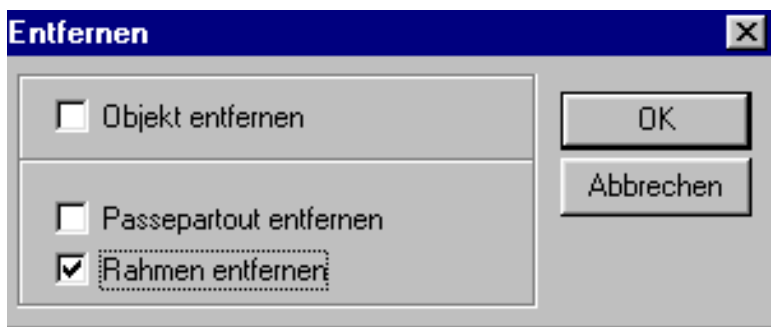 Entfernen
Objekt entfernen
OK
Abbrechen
Passepartout entfernen
Rahmen entfernen